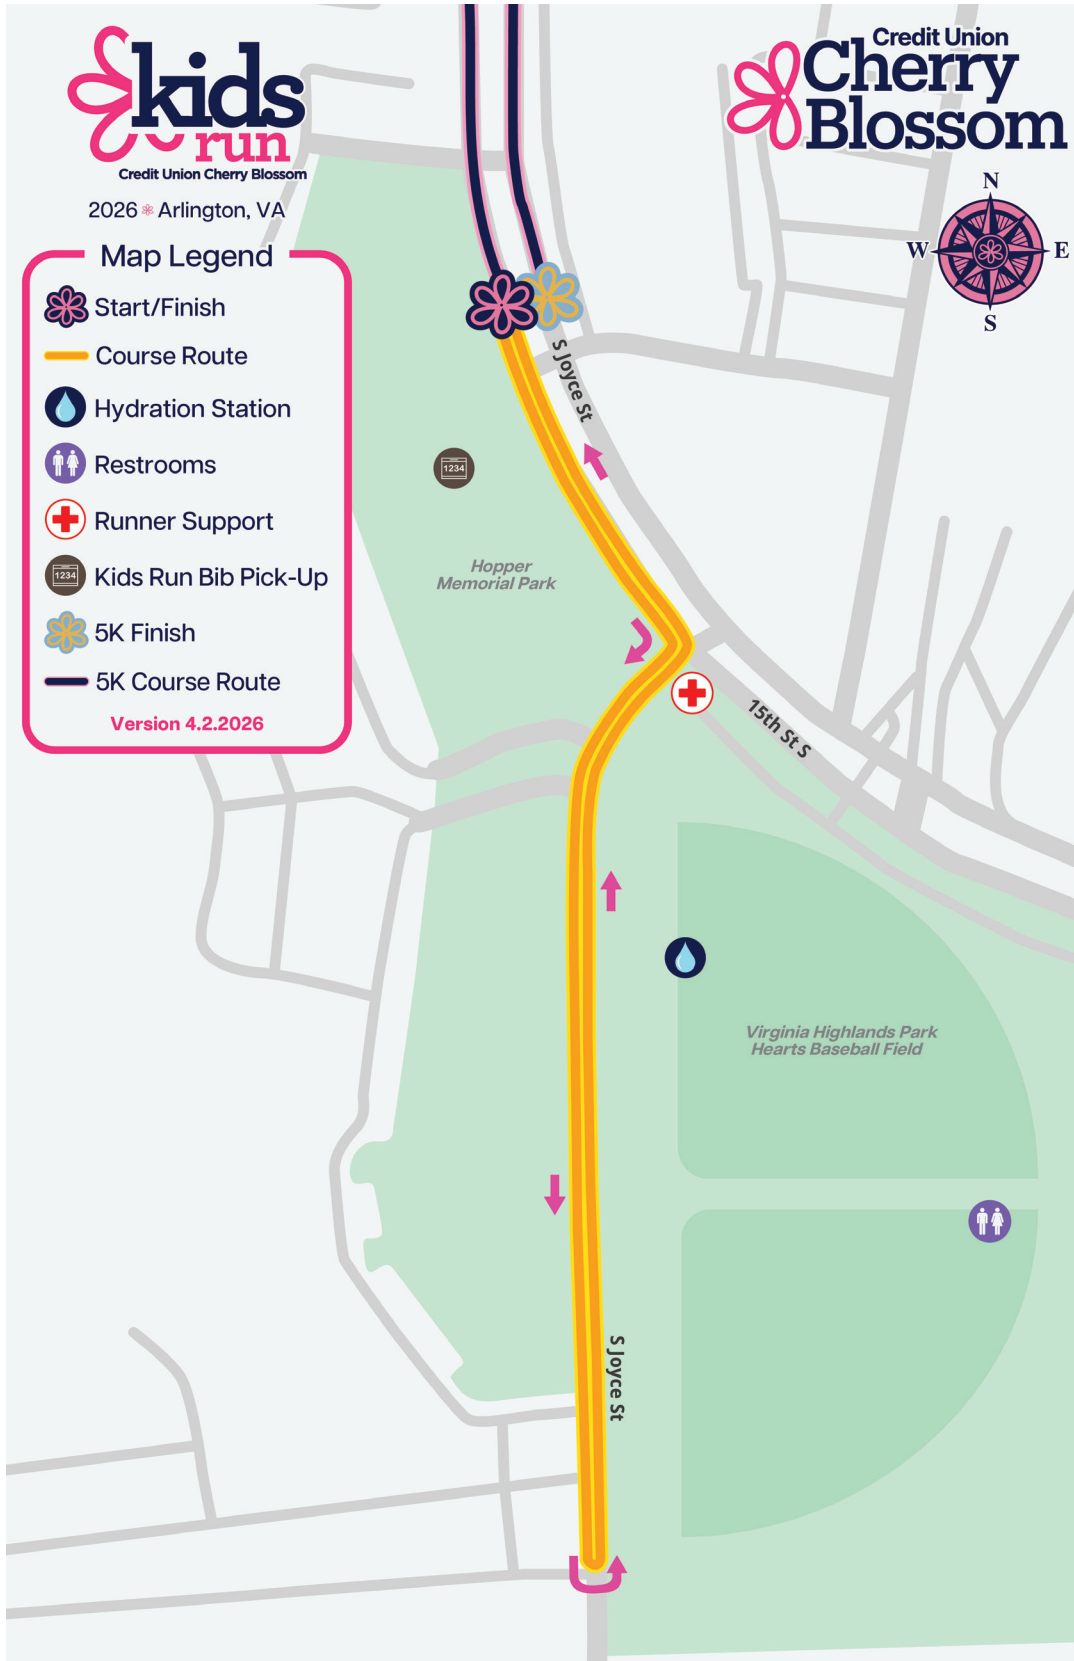 kids
run
Credit Union Cherry Blossom
2026 Arlington, VA
Credit Union
Cherry
Blossom
N
W E
S
Map Legend
Start/Finish
Course Route
Hydration Station
Restrooms
Runner Support
1234
Kids Run Bib Pick-Up
5K Finish
5K Course Route
Version 4.2.2026
S Joyce St
1234
Hopper
Memorial Park
15th St S
Virginia Highlands Park
Hearts Baseball Field
S Joyce St